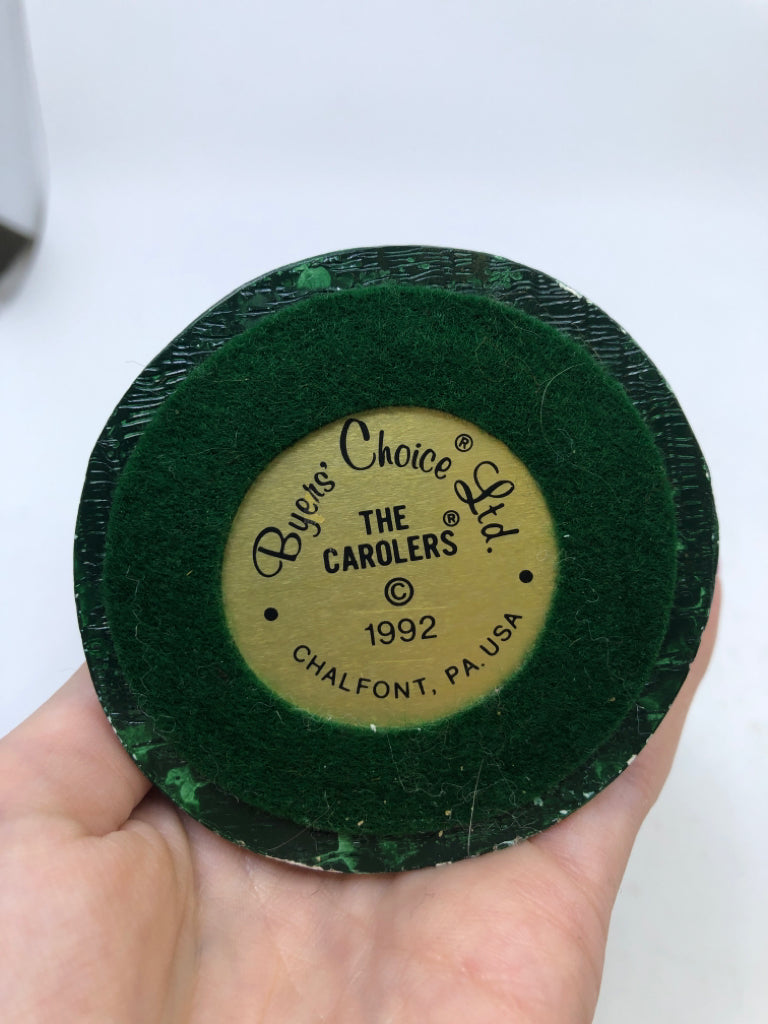 Byers' Choice® Ltd.
THE
CAROLERS®
©
1992
CHALFONT, PA. USA